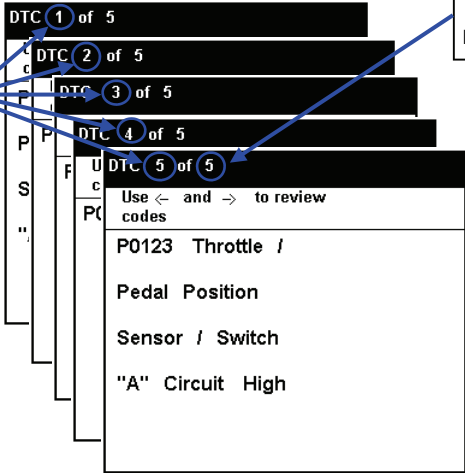 DTC 1 of 5
DTC 2 of 5
DTC 3 of 5
DTC 4 of 5
DTC 5 of 5
Use <- and -> to review
codes
P0123 Throttle /
Pedal Position
Sensor / Switch
"A" Circuit High